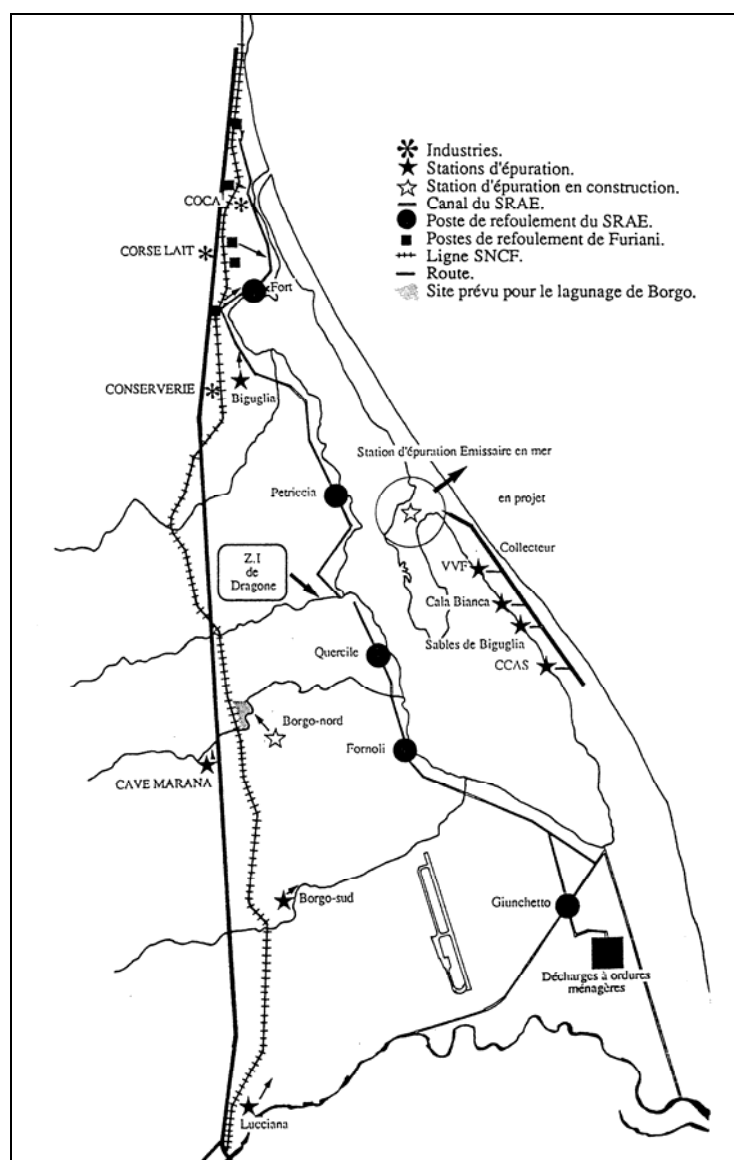 Industries.
Stations d'épuration.
Station d'épuration en construction.
Canal du SRAE.
Poste de refoulement du SRAE.
Postes de refoulement de Furiani.
Ligne SNCF.
Route.
Site prévu pour le lagunage de Borgo.
COCA
CORSE LAIT
Fort
CONSERVERIE
Biguglia
Station d'épuration Emissaire en mer
Petriccia
en projet
Collecteur
Z.I
de
Dragone
VVF
Cala Bianca
Sables de Biguglia
Quercile
CCAS
Borgo-nord
Fornoli
CAVE MARANA
Borgo-sud
Giunchetto
Décharges à ordures
ménagères
Lucciana